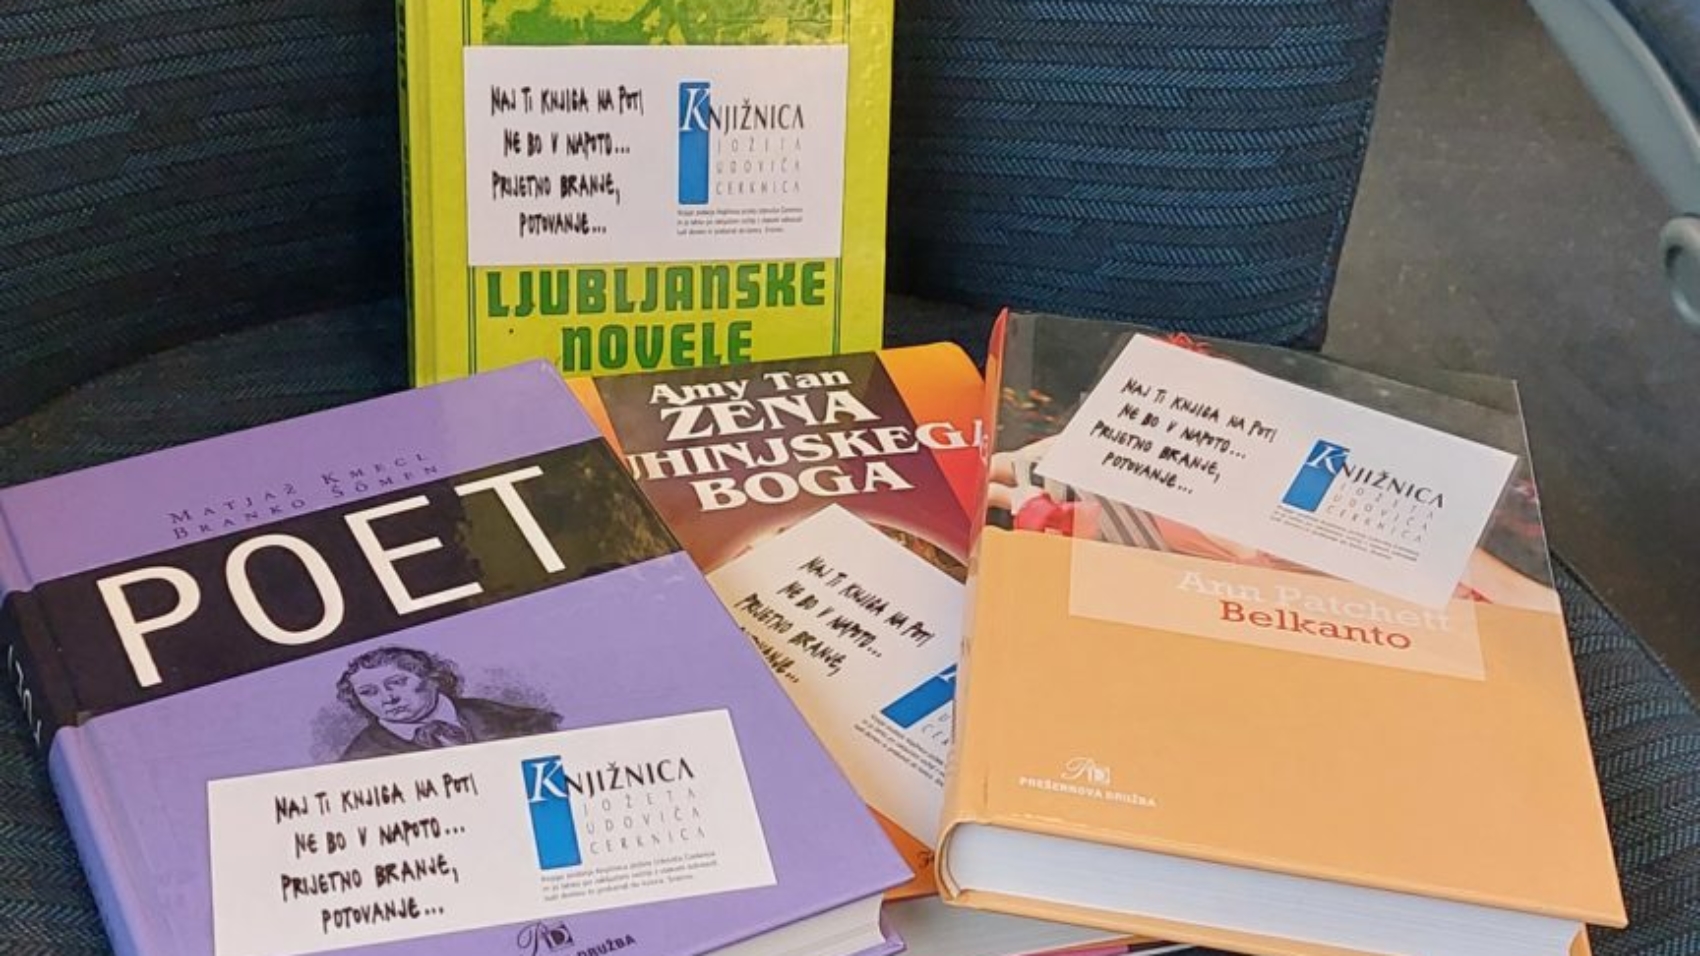 NAJ TI KNJIGA NA POTI
NE BO V NAPOTO...
PRIJETNO BRANJE,
POTOVANJE...
KNJIŽNICA
JOŽETA
UDOVIČA
CERKNICA
LJUBLJANSKE
NOVELE
MATJAŽ KMECL
BRANKO ŠÖMEN
POET
NAJ TI KNJIGA NA POTI
NE BO V NAPOTO...
PRIJETNO BRANJE,
POTOVANJE...
KNJIŽNICA
JOŽETA
UDOVIČA
CERKNICA
DRUŽBA
Amy Tan
ŽENA
UHINJSKEGA
BOGA
NAJ TI KNJIGA NA POTI
NE BO V NAPOTO...
PRIJETNO BRANJE,
NAJ TI KNJIGA NA POTI
NE BO V NAPOTO...
PRIJETNO BRANJE,
POTOVANJE...
KNJIŽNICA
JOŽETA
UDOVIČA
CERKNICA
Ann Patchett
Belkanto
PREŠERNOVA DRUŽBA